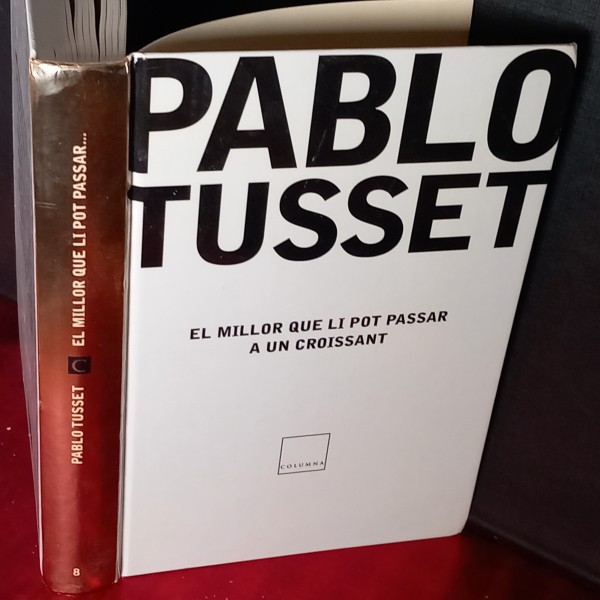 PABLO
TUSSET
EL MILLOR QUE LI POT PASSAR
A UN CROISSANT
COLUMNA
PABLO TUSSET C EL MILLOR QUE LI POT PASSAR...
8